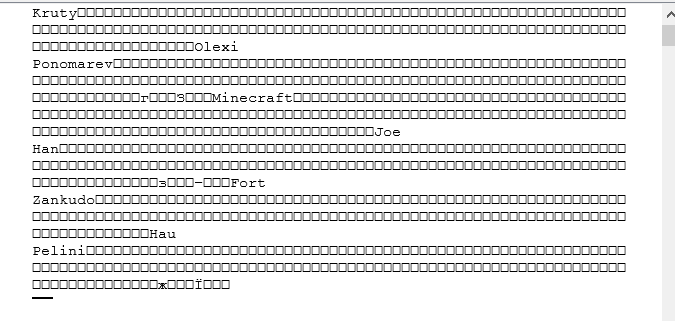 Kruty
Olexi
Ponomarev
г Э Minecraft
Joe
Han
з – Fort
Zankudo
Hau
Pelini
ж Ї